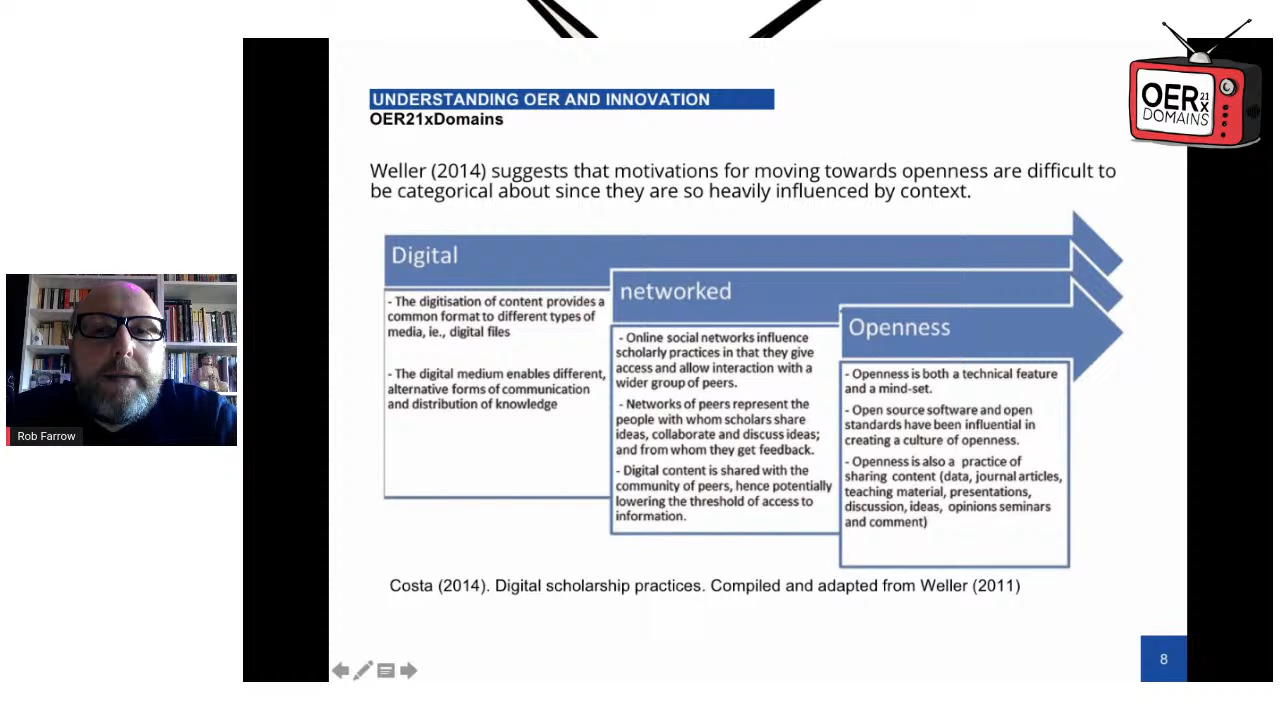 UNDERSTANDING OER AND INNOVATION
OER21xDomains
OER
21
x
DOMAINS
Weller (2014) suggests that motivations for moving towards openness are difficult to
be categorical about since they are so heavily influenced by context.
Digital
- The digitisation of content provides a
common format to different types of
media, ie., digital files
- The digital medium enables different,
alternative forms of communication
and distribution of knowledge
networked
- Online social networks influence
scholarly practices in that they give
access and allow interaction with a
wider group of peers.
- Networks of peers represent the
people with whom scholars share
ideas, collaborate and discuss ideas;
and from whom they get feedback.
- Digital content is shared with the
community of peers, hence potentially
lowering the threshold of access to
information.
Openness
- Openness is both a technical feature
and a mind-set.
- Open source software and open
standards have been influential in
creating a culture of openness.
- Openness is also a practice of
sharing content (data, journal articles,
teaching material, presentations,
discussion, ideas, opinions seminars
and comment)
Costa (2014). Digital scholarship practices. Compiled and adapted from Weller (2011)
8
Rob Farrow